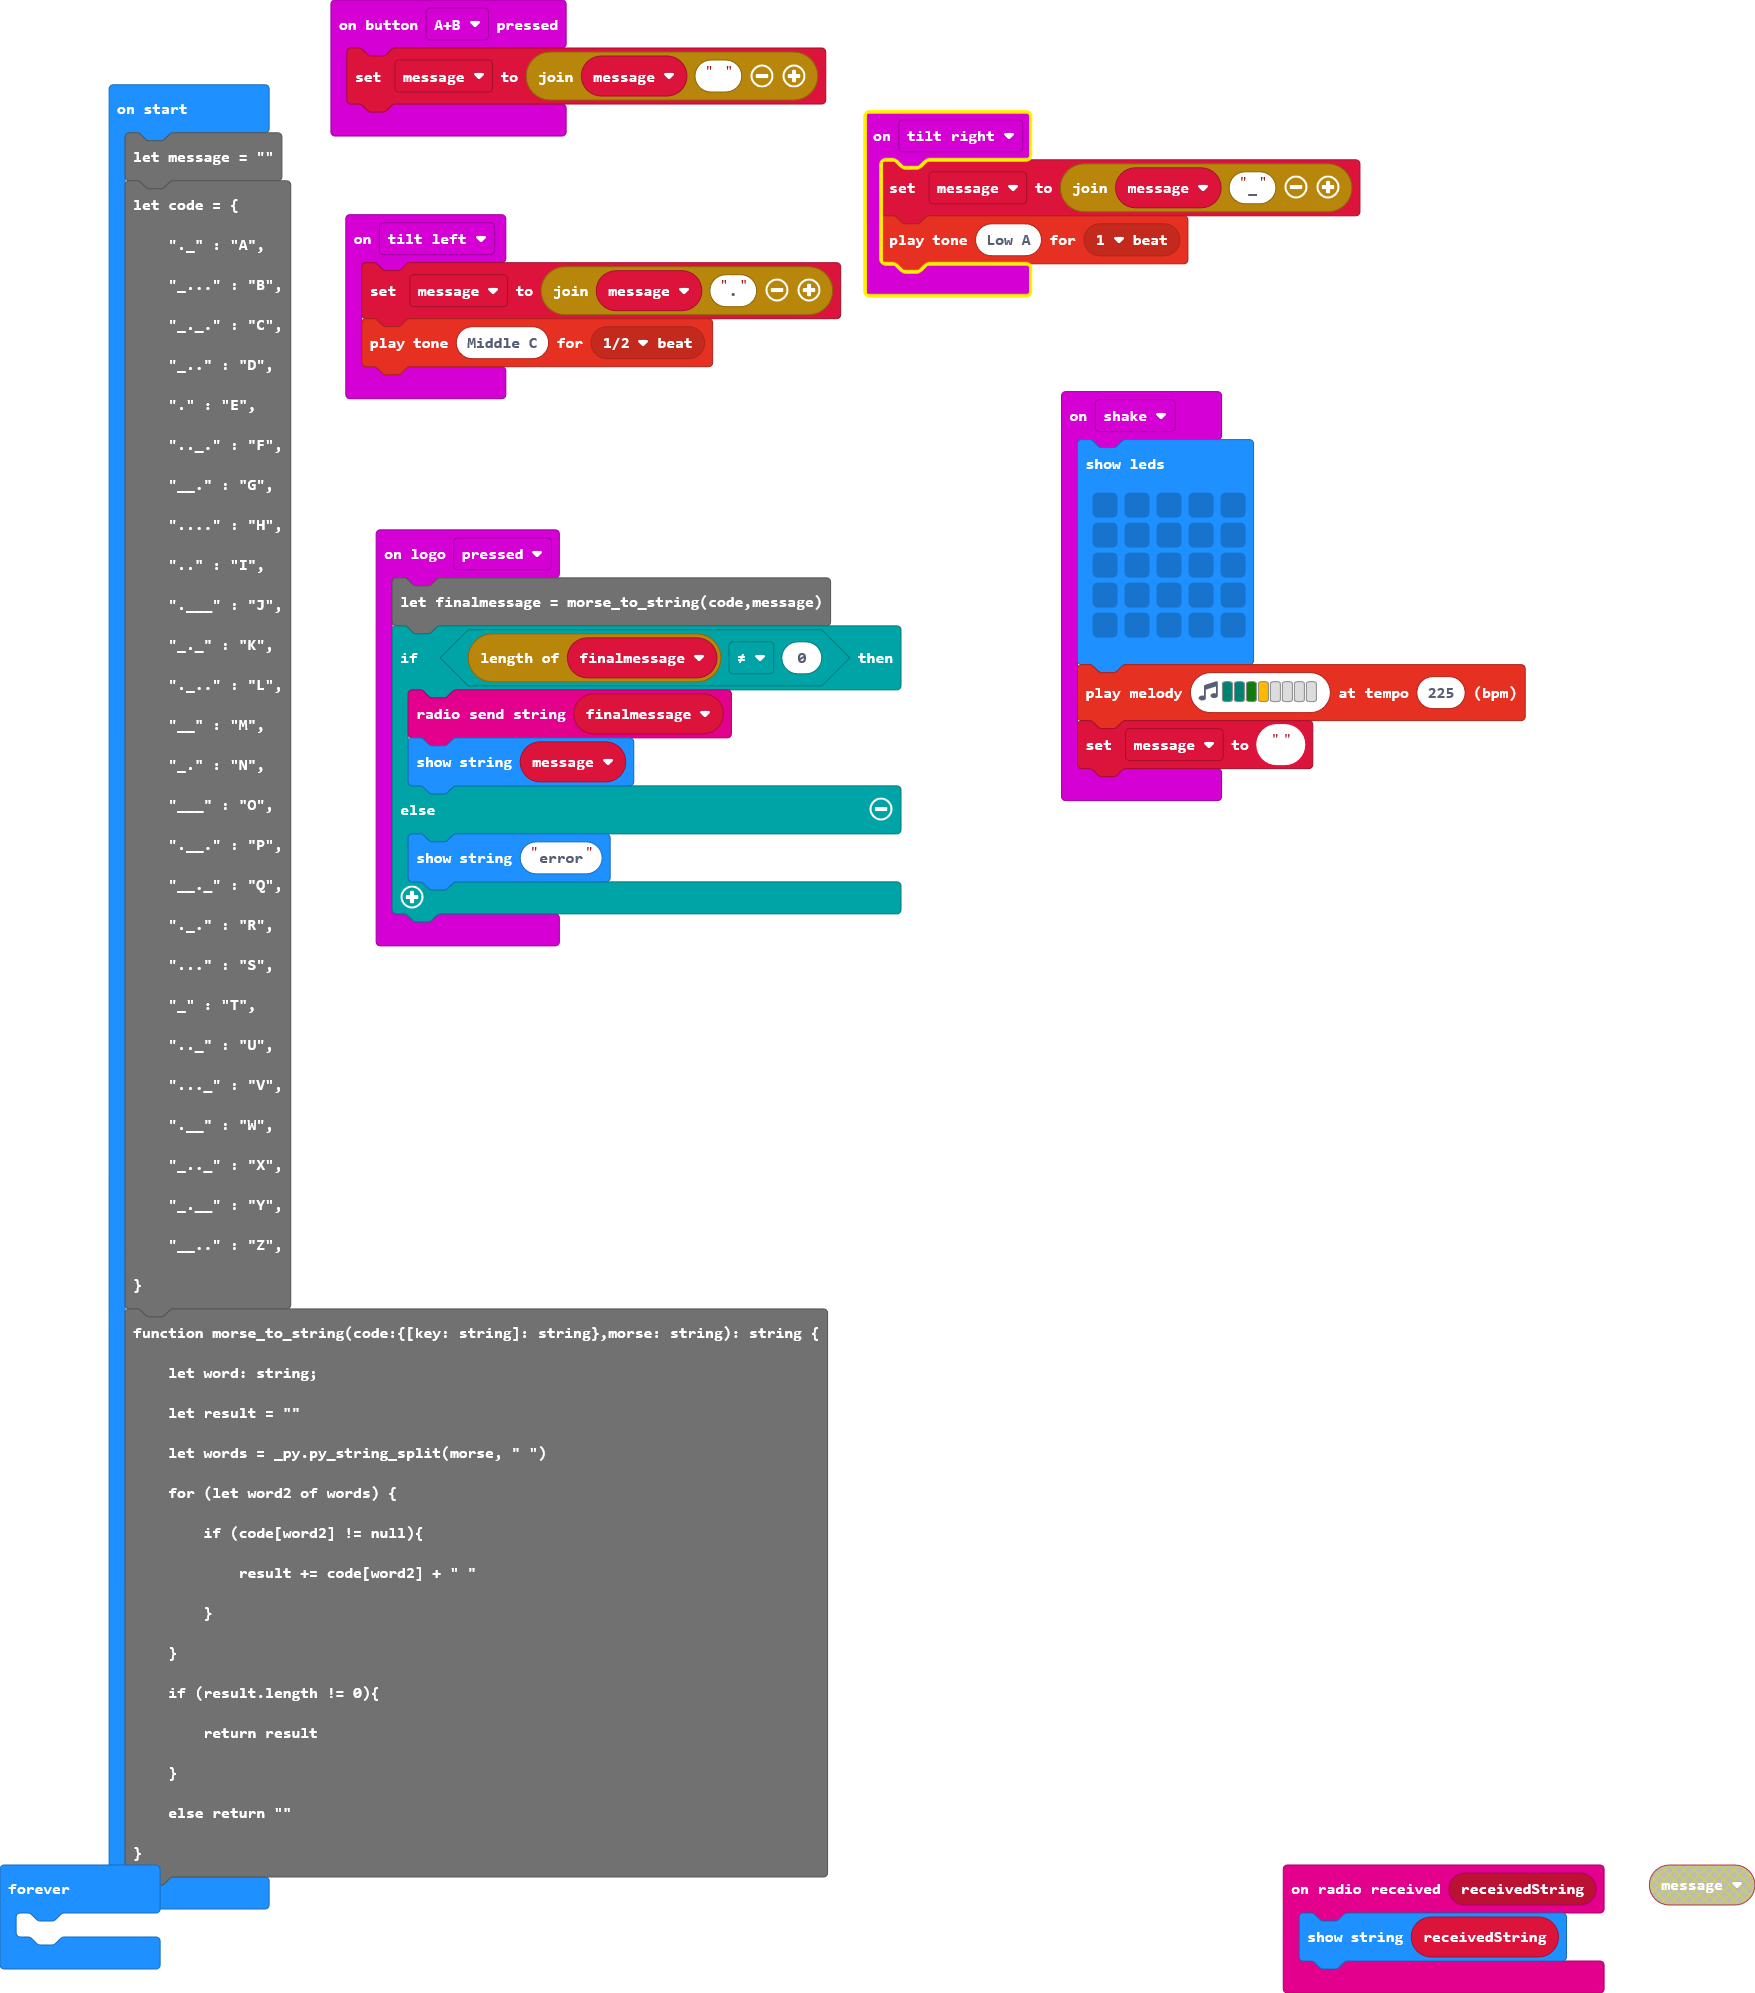 on button A+B pressed
set message to join message " "
on start
let message = ""
let code = {
"._" : "A",
"_..." : "B",
"_._." : "C",
"_.." : "D",
"." : "E",
".._." : "F",
"__." : "G",
"...." : "H",
".." : "I",
".___" : "J",
"_._" : "K",
"._.." : "L",
"__" : "M",
"_." : "N",
"___" : "O",
".__." : "P",
"__._" : "Q",
"._." : "R",
"..." : "S",
"_" : "T",
".._" : "U",
"..._" : "V",
".__" : "W",
"_.._" : "X",
"_.__" : "Y",
"__.." : "Z",
}
function morse_to_string(code:{[key: string]: string},morse: string): string {
let word: string;
let result = ""
let words = _py.py_string_split(morse, " ")
for (let word2 of words) {
if (code[word2] != null){
result += code[word2] + " "
}
}
if (result.length != 0){
return result
}
else return ""
}
forever
on tilt left
set message to join message "."
play tone Middle C for 1/2 beat
on tilt right
set message to join message "_"
play tone Low A for 1 beat
on logo pressed
let finalmessage = morse_to_string(code,message)
if length of finalmessage ≠ 0 then
radio send string finalmessage
show string message
else
show string "error"
on shake
show leds
play melody at tempo 225 (bpm)
set message to ""
on radio received receivedString
show string receivedString
message